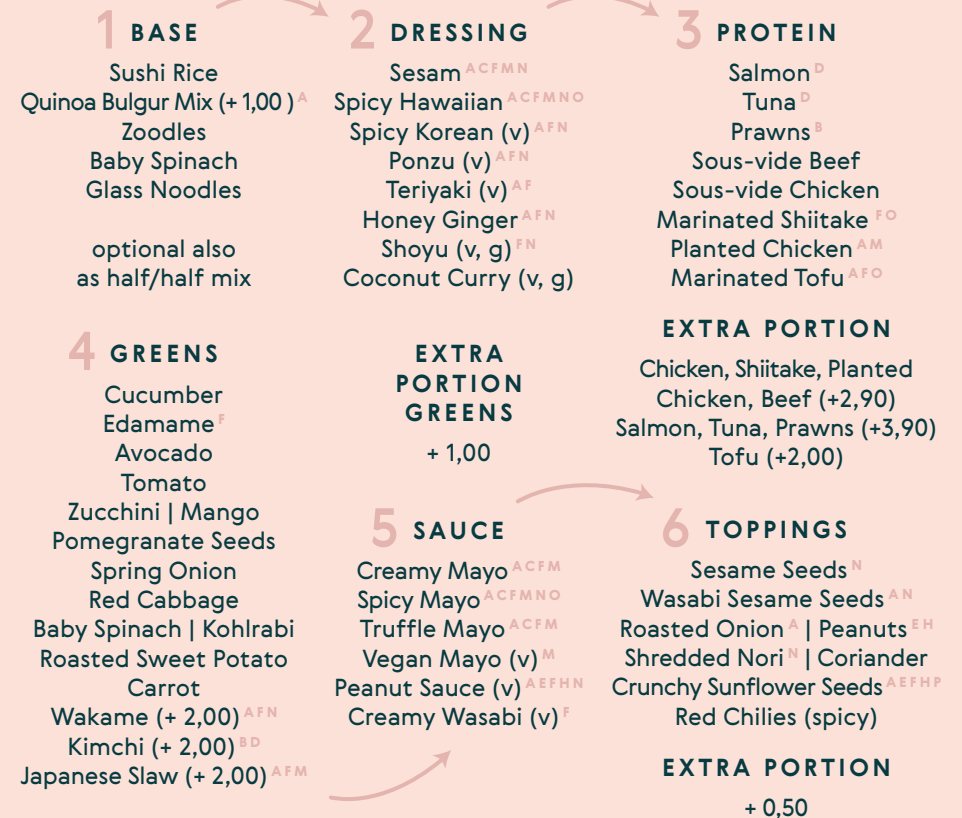 1 BASE
Sushi Rice
Quinoa Bulgur Mix (+ 1,00 ) A
Zoodles
Baby Spinach
Glass Noodles
optional also
as half/half mix
2 DRESSING
Sesam ACFMN
Spicy Hawaiian ACFMNO
Spicy Korean (v) AFN
Ponzu (v) AFN
Teriyaki (v) AF
Honey Ginger AFN
Shoyu (v, g) FN
Coconut Curry (v, g)
3 PROTEIN
Salmon D
Tuna D
Prawns B
Sous-vide Beef
Sous-vide Chicken
Marinated Shiitake FO
Planted Chicken AM
Marinated Tofu AFO
EXTRA PORTION
Chicken, Shiitake, Planted
Chicken, Beef (+2,90)
Salmon, Tuna, Prawns (+3,90)
Tofu (+2,00)
4 GREENS
Cucumber
Edamame F
Avocado
Tomato
Zucchini | Mango
Pomegranate Seeds
Spring Onion
Red Cabbage
Baby Spinach | Kohlrabi
Roasted Sweet Potato
Carrot
Wakame (+ 2,00) AFN
Kimchi (+ 2,00) BD
Japanese Slaw (+ 2,00) AFM
EXTRA
PORTION
GREENS
+ 1,00
5 SAUCE
Creamy Mayo ACFM
Spicy Mayo ACFMNO
Truffle Mayo ACFM
Vegan Mayo (v) M
Peanut Sauce (v) AEFHN
Creamy Wasabi (v) F
6 TOPPINGS
Sesame Seeds N
Wasabi Sesame Seeds AN
Roasted Onion A | Peanuts EH
Shredded Nori N | Coriander
Crunchy Sunflower Seeds AEFHP
Red Chilies (spicy)
EXTRA PORTION
+ 0,50